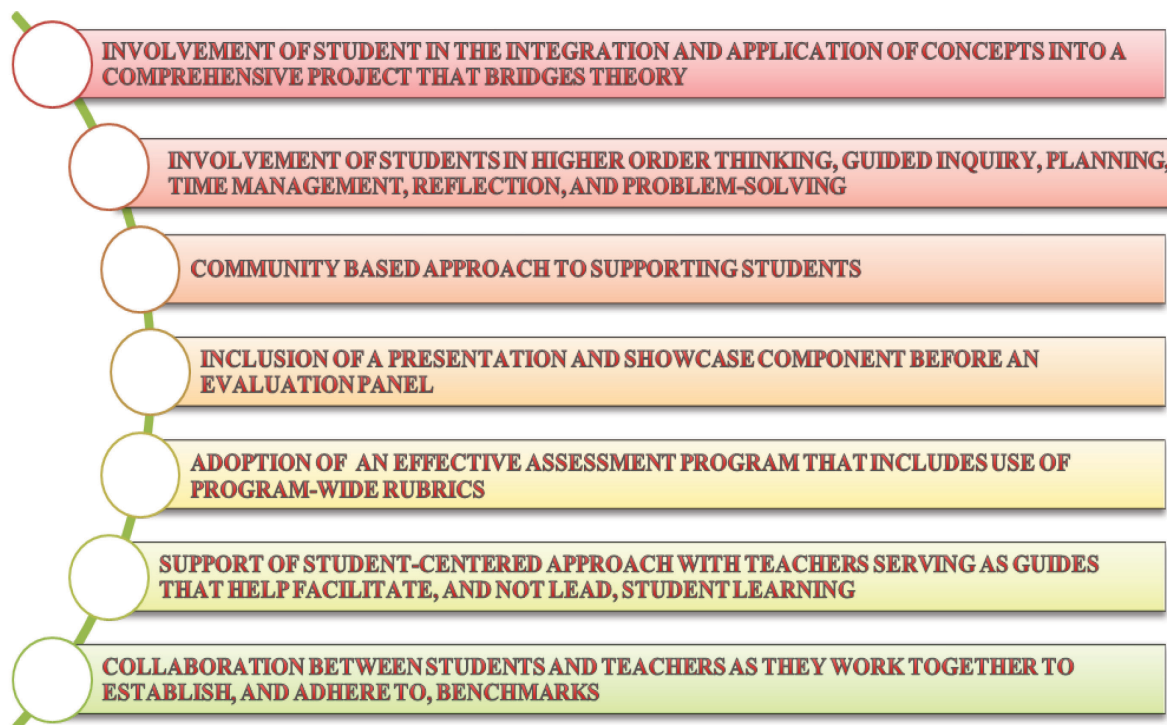 INVOLVEMENT OF STUDENT IN THE INTEGRATION AND APPLICATION OF CONCEPTS INTO A
COMPREHENSIVE PROJECT THAT BRIDGES THEORY
INVOLVEMENT OF STUDENTS IN HIGHER ORDER THINKING, GUIDED INQUIRY, PLANNING,
TIME MANAGEMENT, REFLECTION, AND PROBLEM-SOLVING
COMMUNITY BASED APPROACH TO SUPPORTING STUDENTS
INCLUSION OF A PRESENTATION AND SHOWCASE COMPONENT BEFORE AN
EVALUATION PANEL
ADOPTION OF AN EFFECTIVE ASSESSMENT PROGRAM THAT INCLUDES USE OF
PROGRAM-WIDE RUBRICS
SUPPORT OF STUDENT-CENTERED APPROACH WITH TEACHERS SERVING AS GUIDES
THAT HELP FACILITATE, AND NOT LEAD, STUDENT LEARNING
COLLABORATION BETWEEN STUDENTS AND TEACHERS AS THEY WORK TOGETHER TO
ESTABLISH, AND ADHERE TO, BENCHMARKS